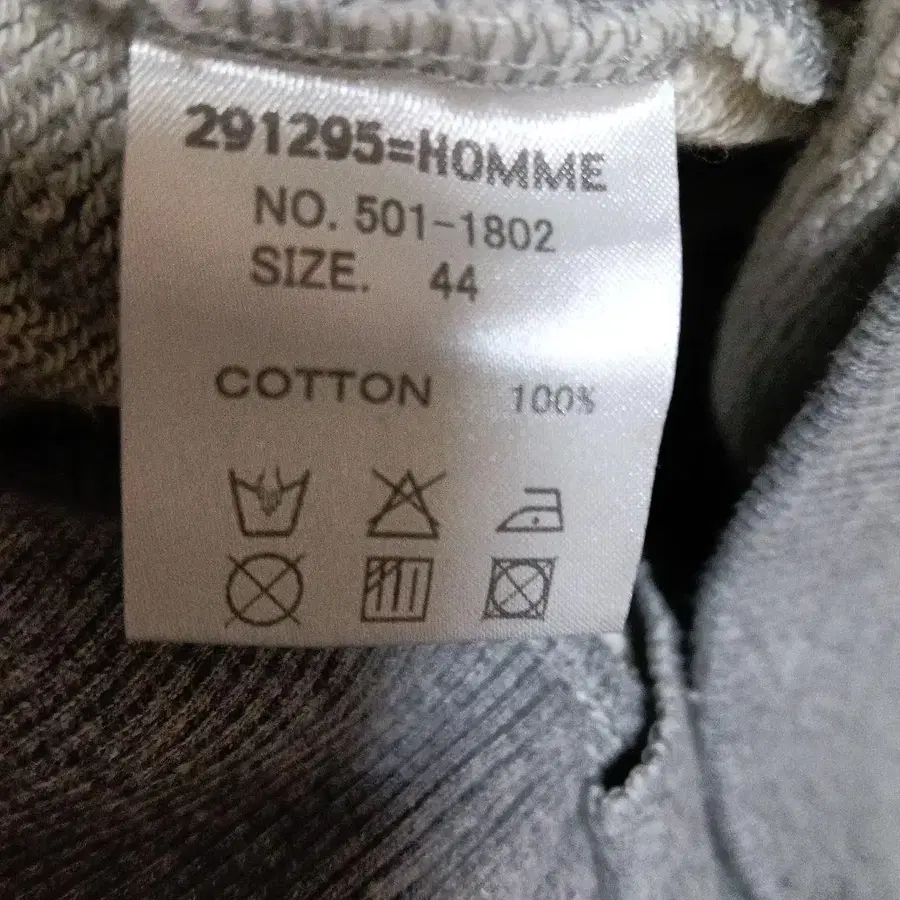 291295=HOMME
NO. 501-1802
SIZE. 44
COTTON 100%